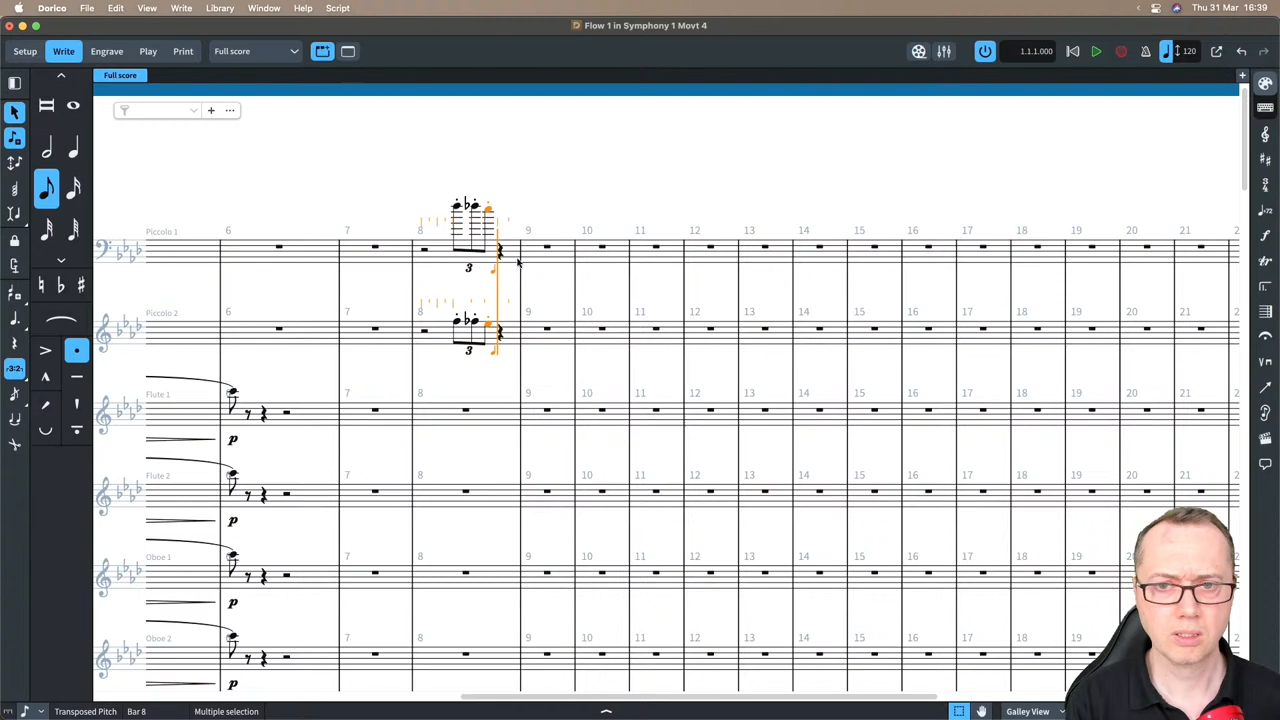 Dorico File Edit View Write Library Window Help Script Thu 31 Mar 16:39
Flow 1 in Symphony 1 Movt 4
Setup Write Engrave Play Print Full score 1.1.1.000 120
Full score
Piccolo 1 6 7 8 9 10 11 12 13 14 15 16 17 18 19 20 21
3
Piccolo 2 6 7 8 9 10 11 12 13 14 15 16 17 18 19 20 21
3
Flute 1 6 7 8 9 10 11 12 13 14 15 16 17 18 19 20 21
p
Flute 2 6 7 8 9 10 11 12 13 14 15 16 17 18 19 20 21
p
Oboe 1 6 7 8 9 10 11 12 13 14 15 16 17 18 19 20 21
p
Oboe 2 7 8 9 10 11 12 13 14 15 16 17 18 19
p
Transposed Pitch Bar 8 Multiple selection Galley View